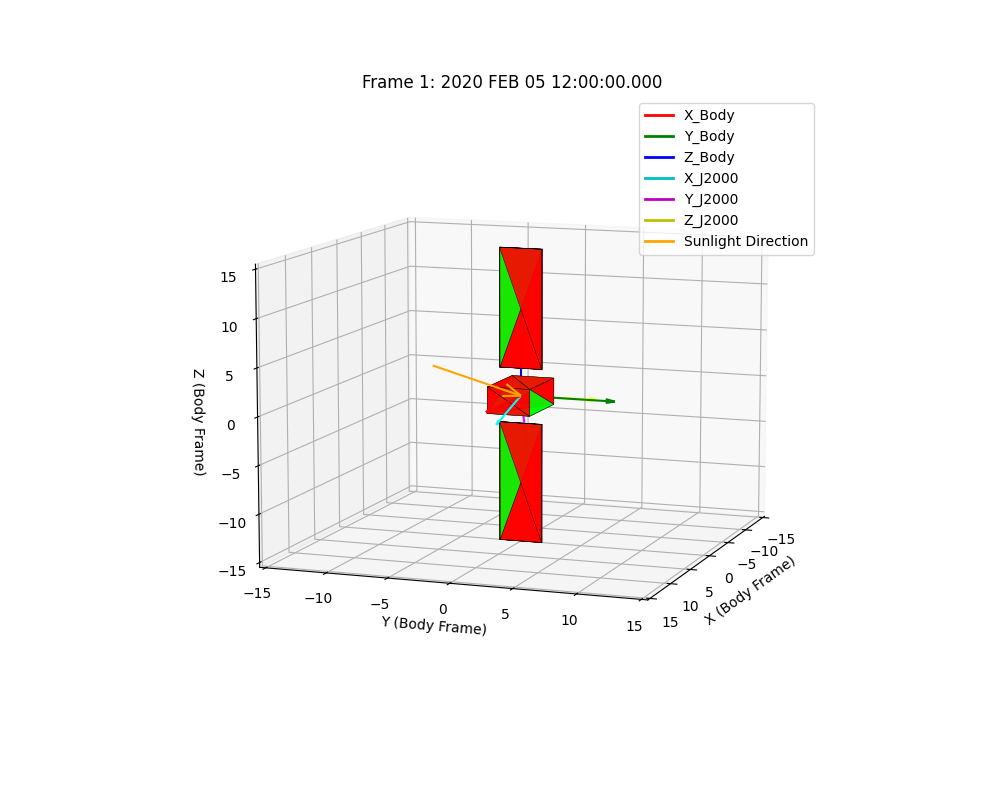 Frame 1: 2020 FEB 05 12:00:00.000
X_Body
Y_Body
Z_Body
X_J2000
Y_J2000
Z_J2000
Sunlight Direction
15
10
5
0
−5
−10
−15
Z (Body Frame)
−15
−10
−5
0
5
10
15
Y (Body Frame)
−15
−10
−5
0
5
10
15
X (Body Frame)